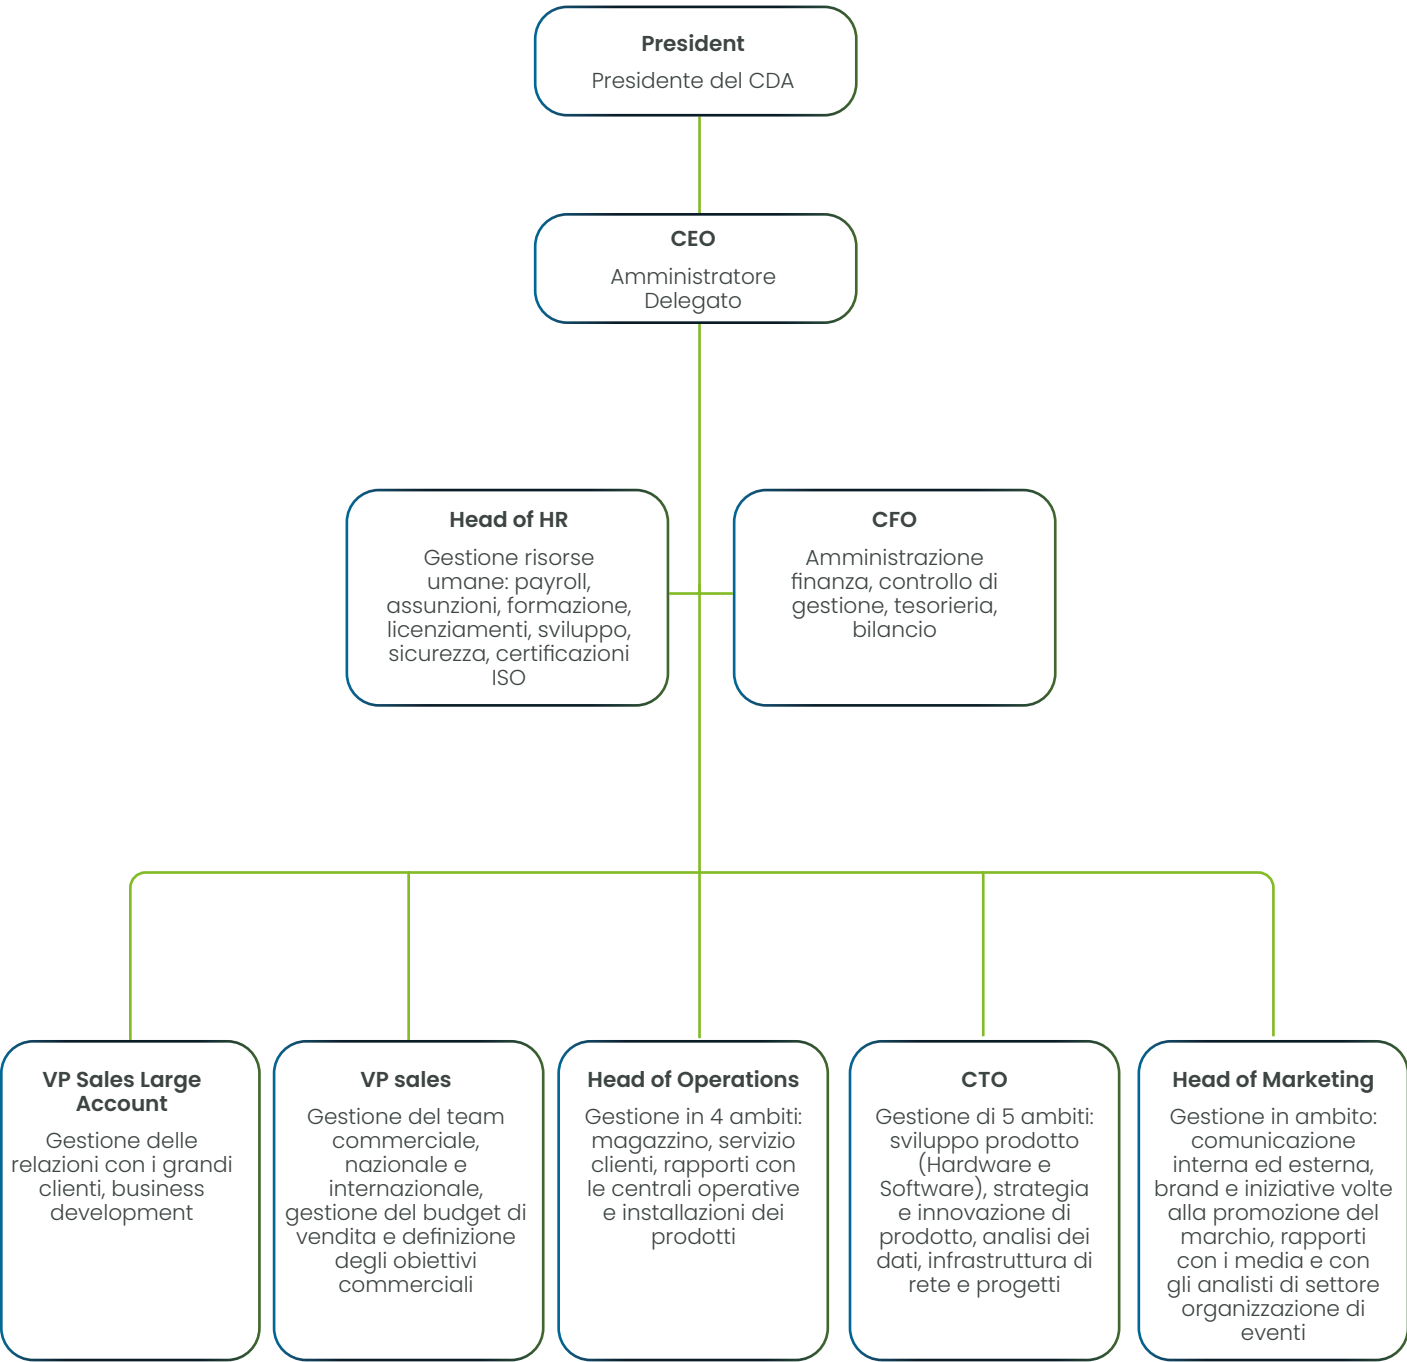 President
Presidente del CDA
CEO
Amministratore
Delegato
Head of HR
Gestione risorse
umane: payroll,
assunzioni, formazione,
licenziamenti, sviluppo,
sicurezza, certificazioni
ISO
CFO
Amministrazione
finanza, controllo di
gestione, tesorieria,
bilancio
VP Sales Large
Account
Gestione delle
relazioni con i grandi
clienti, business
development
VP sales
Gestione del team
commerciale,
nazionale e
internazionale,
gestione del budget di
vendita e definizione
degli obiettivi
commerciali
Head of Operations
Gestione in 4 ambiti:
magazzino, servizio
clienti, rapporti con
le centrali operative
e installazioni dei
prodotti
CTO
Gestione di 5 ambiti:
sviluppo prodotto
(Hardware e
Software), strategia
e innovazione di
prodotto, analisi dei
dati, infrastruttura di
rete e progetti
Head of Marketing
Gestione in ambito:
comunicazione
interna ed esterna,
brand e iniziative volte
alla promozione del
marchio, rapporti
con i media e con
gli analisti di settore
organizzazione di
eventi